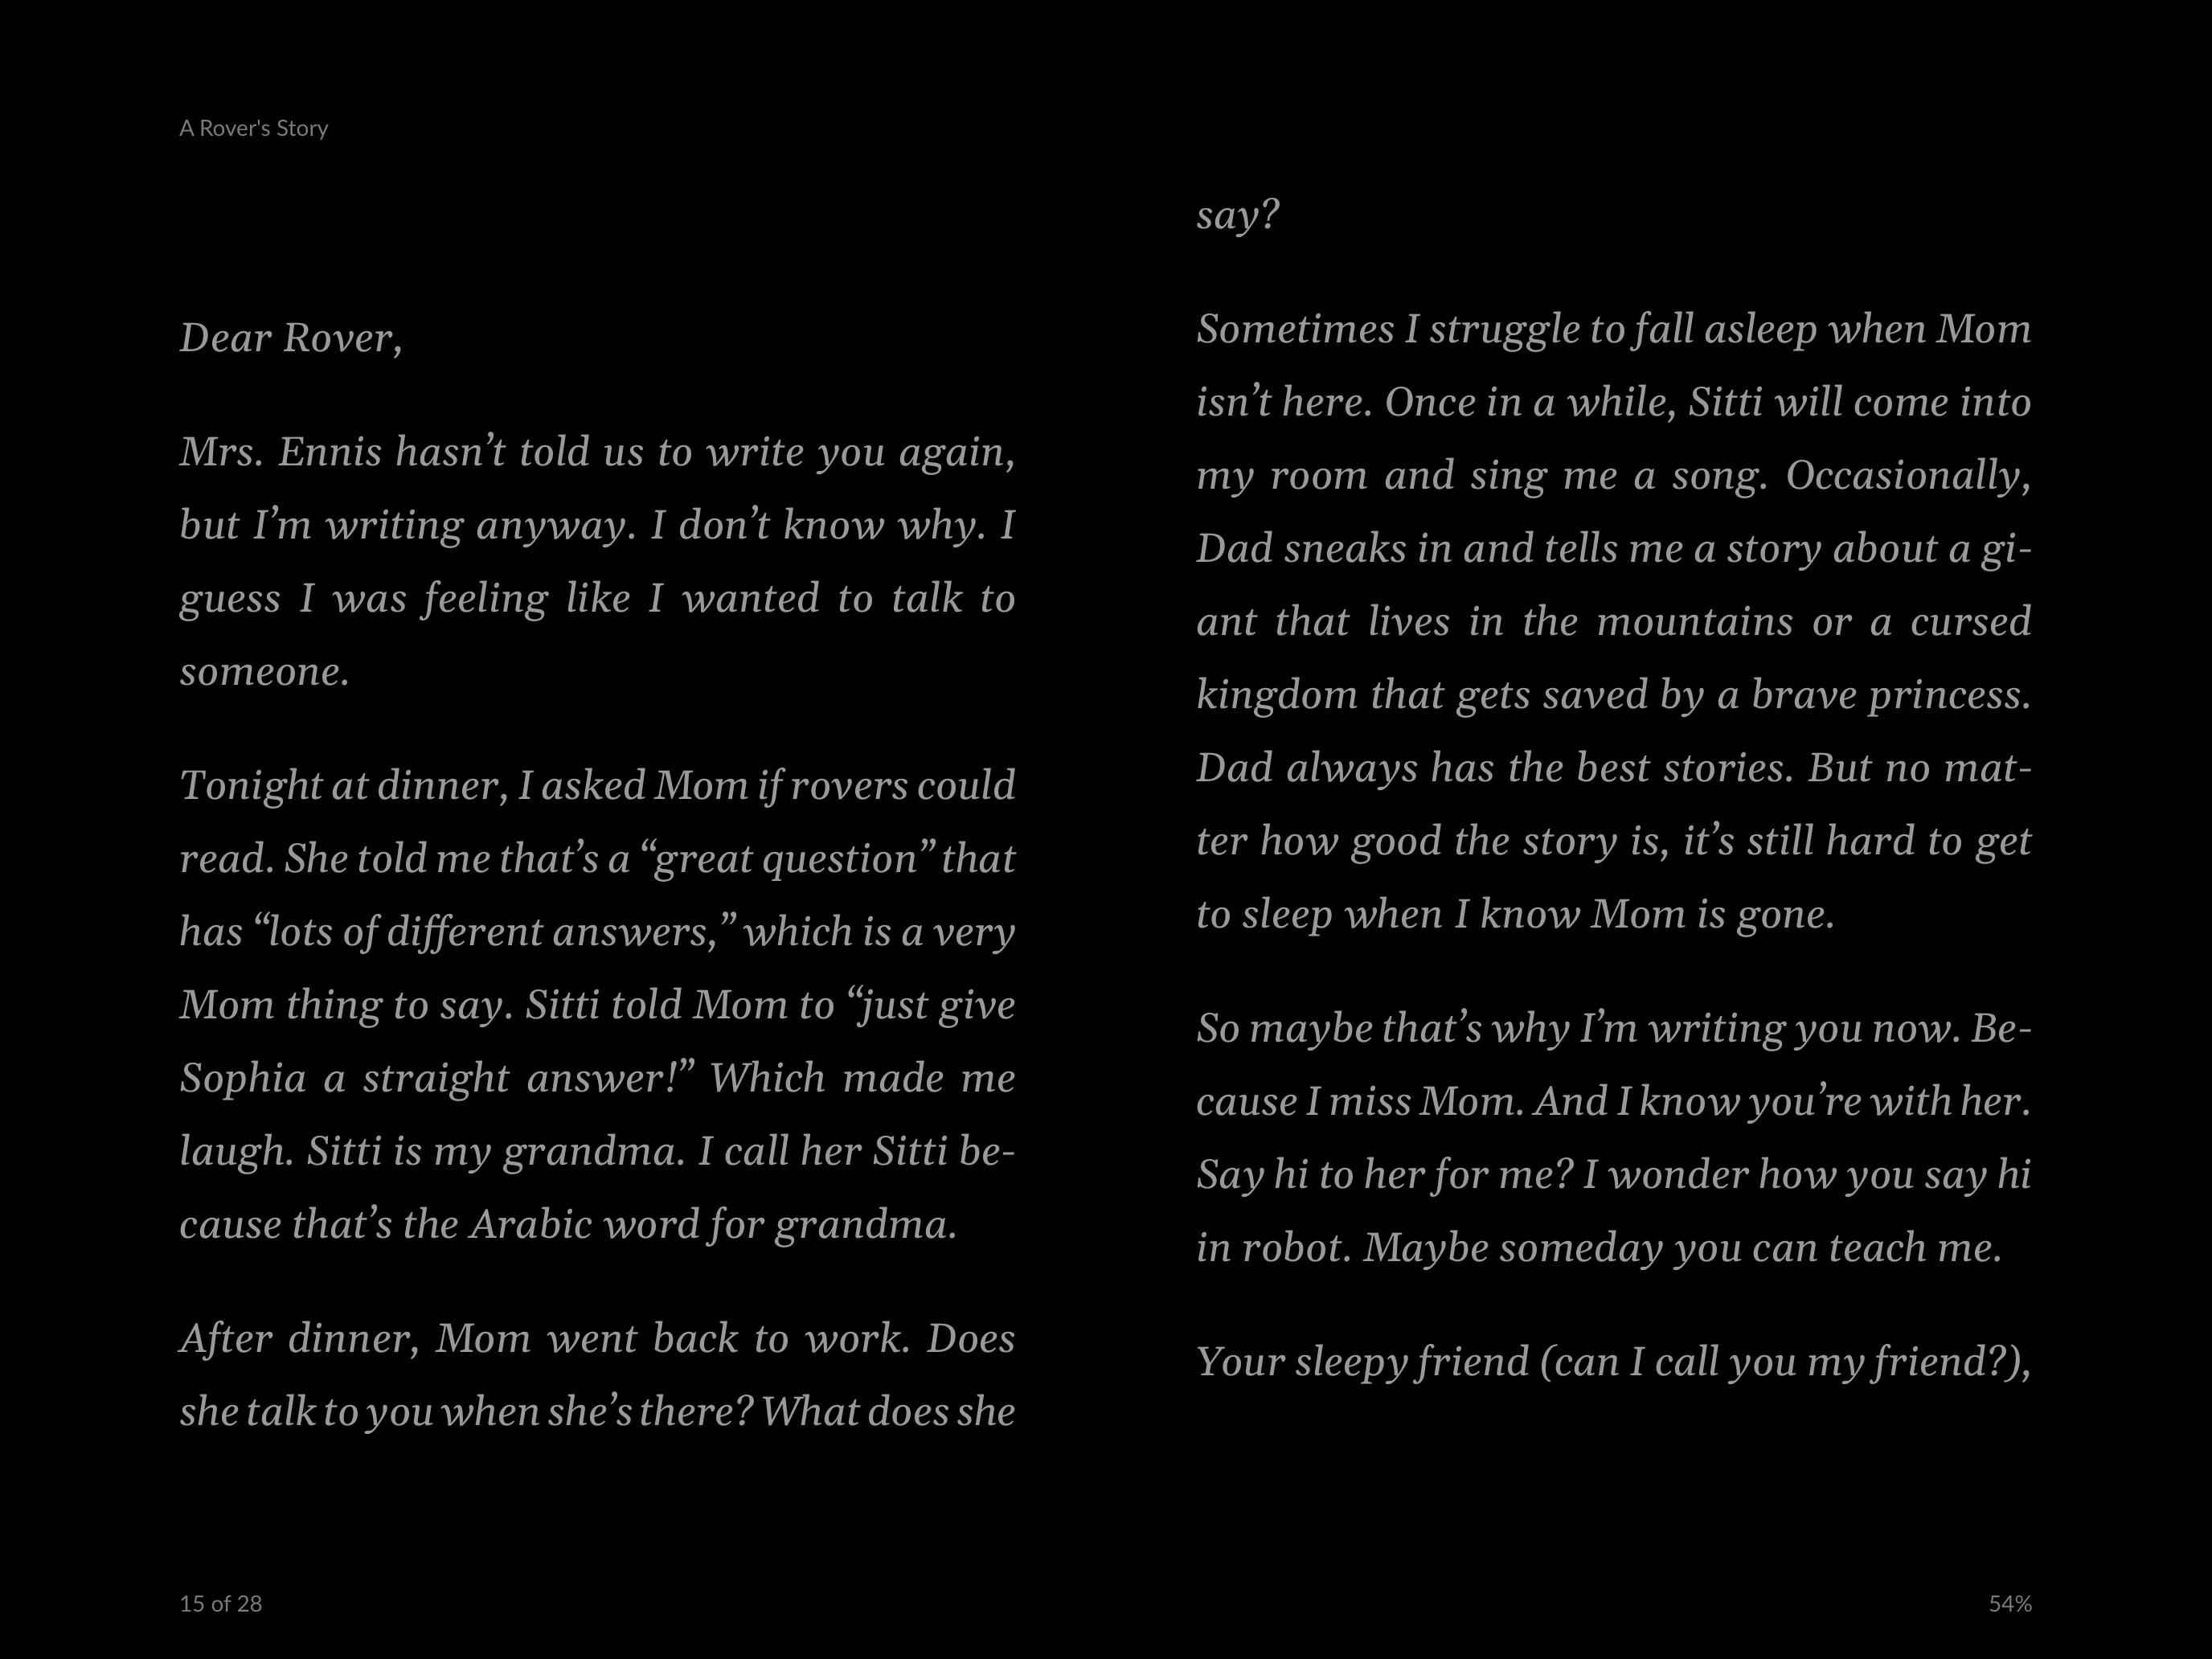 A Rover's Story
Dear Rover,
Mrs. Ennis hasn’t told us to write you again,
but I’m writing anyway. I don’t know why. I
guess I was feeling like I wanted to talk to
someone.
Tonight at dinner, I asked Mom if rovers could
read. She told me that’s a “great question” that
has “lots of different answers,” which is a very
Mom thing to say. Sitti told Mom to “just give
Sophia a straight answer!” Which made me
laugh. Sitti is my grandma. I call her Sitti be-
cause that’s the Arabic word for grandma.
After dinner, Mom went back to work. Does
she talk to you when she’s there? What does she
say?
Sometimes I struggle to fall asleep when Mom
isn’t here. Once in a while, Sitti will come into
my room and sing me a song. Occasionally,
Dad sneaks in and tells me a story about a gi-
ant that lives in the mountains or a cursed
kingdom that gets saved by a brave princess.
Dad always has the best stories. But no mat-
ter how good the story is, it’s still hard to get
to sleep when I know Mom is gone.
So maybe that’s why I’m writing you now. Be-
cause I miss Mom. And I know you’re with her.
Say hi to her for me? I wonder how you say hi
in robot. Maybe someday you can teach me.
Your sleepy friend (can I call you my friend?),
15 of 28
54%